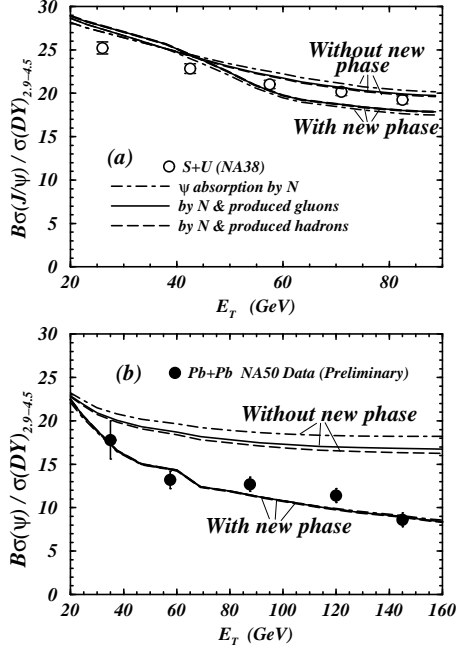 30
25
20
15
10
5
0
Bσ(J/ψ) / σ(DY)2.9-4.5
Without new
phase
With new phase
(a)
S+U (NA38)
ψ absorption by N
by N & produced gluons
by N & produced hadrons
20 40 60 80
E_T (GeV)
30
25
20
15
10
5
0
Bσ(ψ) / σ(DY)2.9-4.5
(b)
Pb+Pb NA50 Data (Preliminary)
Without new phase
With new phase
20 40 60 80 100 120 140 160
E_T (GeV)